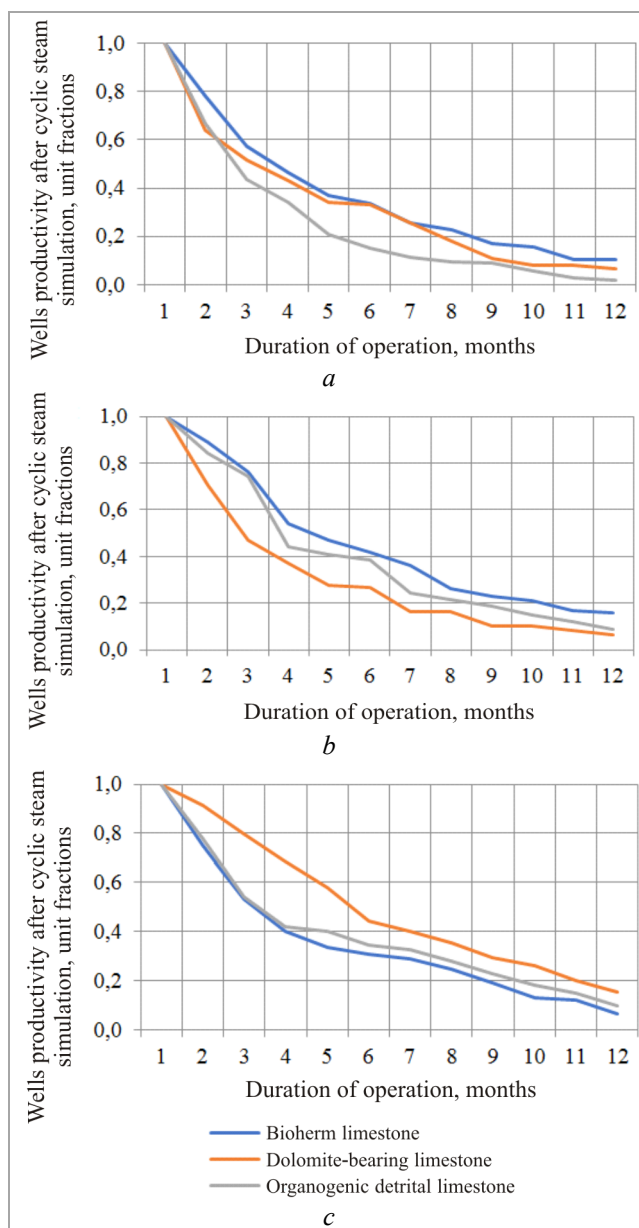 Wells productivity after cyclic steam
simulation, unit fractions
1,0
0,8
0,6
0,4
0,2
0,0
1 2 3 4 5 6 7 8 9 10 11 12
Duration of operation, months
a
Wells productivity after cyclic steam
simulation, unit fractions
1,0
0,8
0,6
0,4
0,2
0,0
1 2 3 4 5 6 7 8 9 10 11 12
Duration of operation, months
b
Wells productivity after cyclic steam
simulation, unit fractions
1,0
0,8
0,6
0,4
0,2
0,0
1 2 3 4 5 6 7 8 9 10 11 12
Duration of operation, months
Bioherm limestone
Dolomite-bearing limestone
Organogenic detrital limestone
c